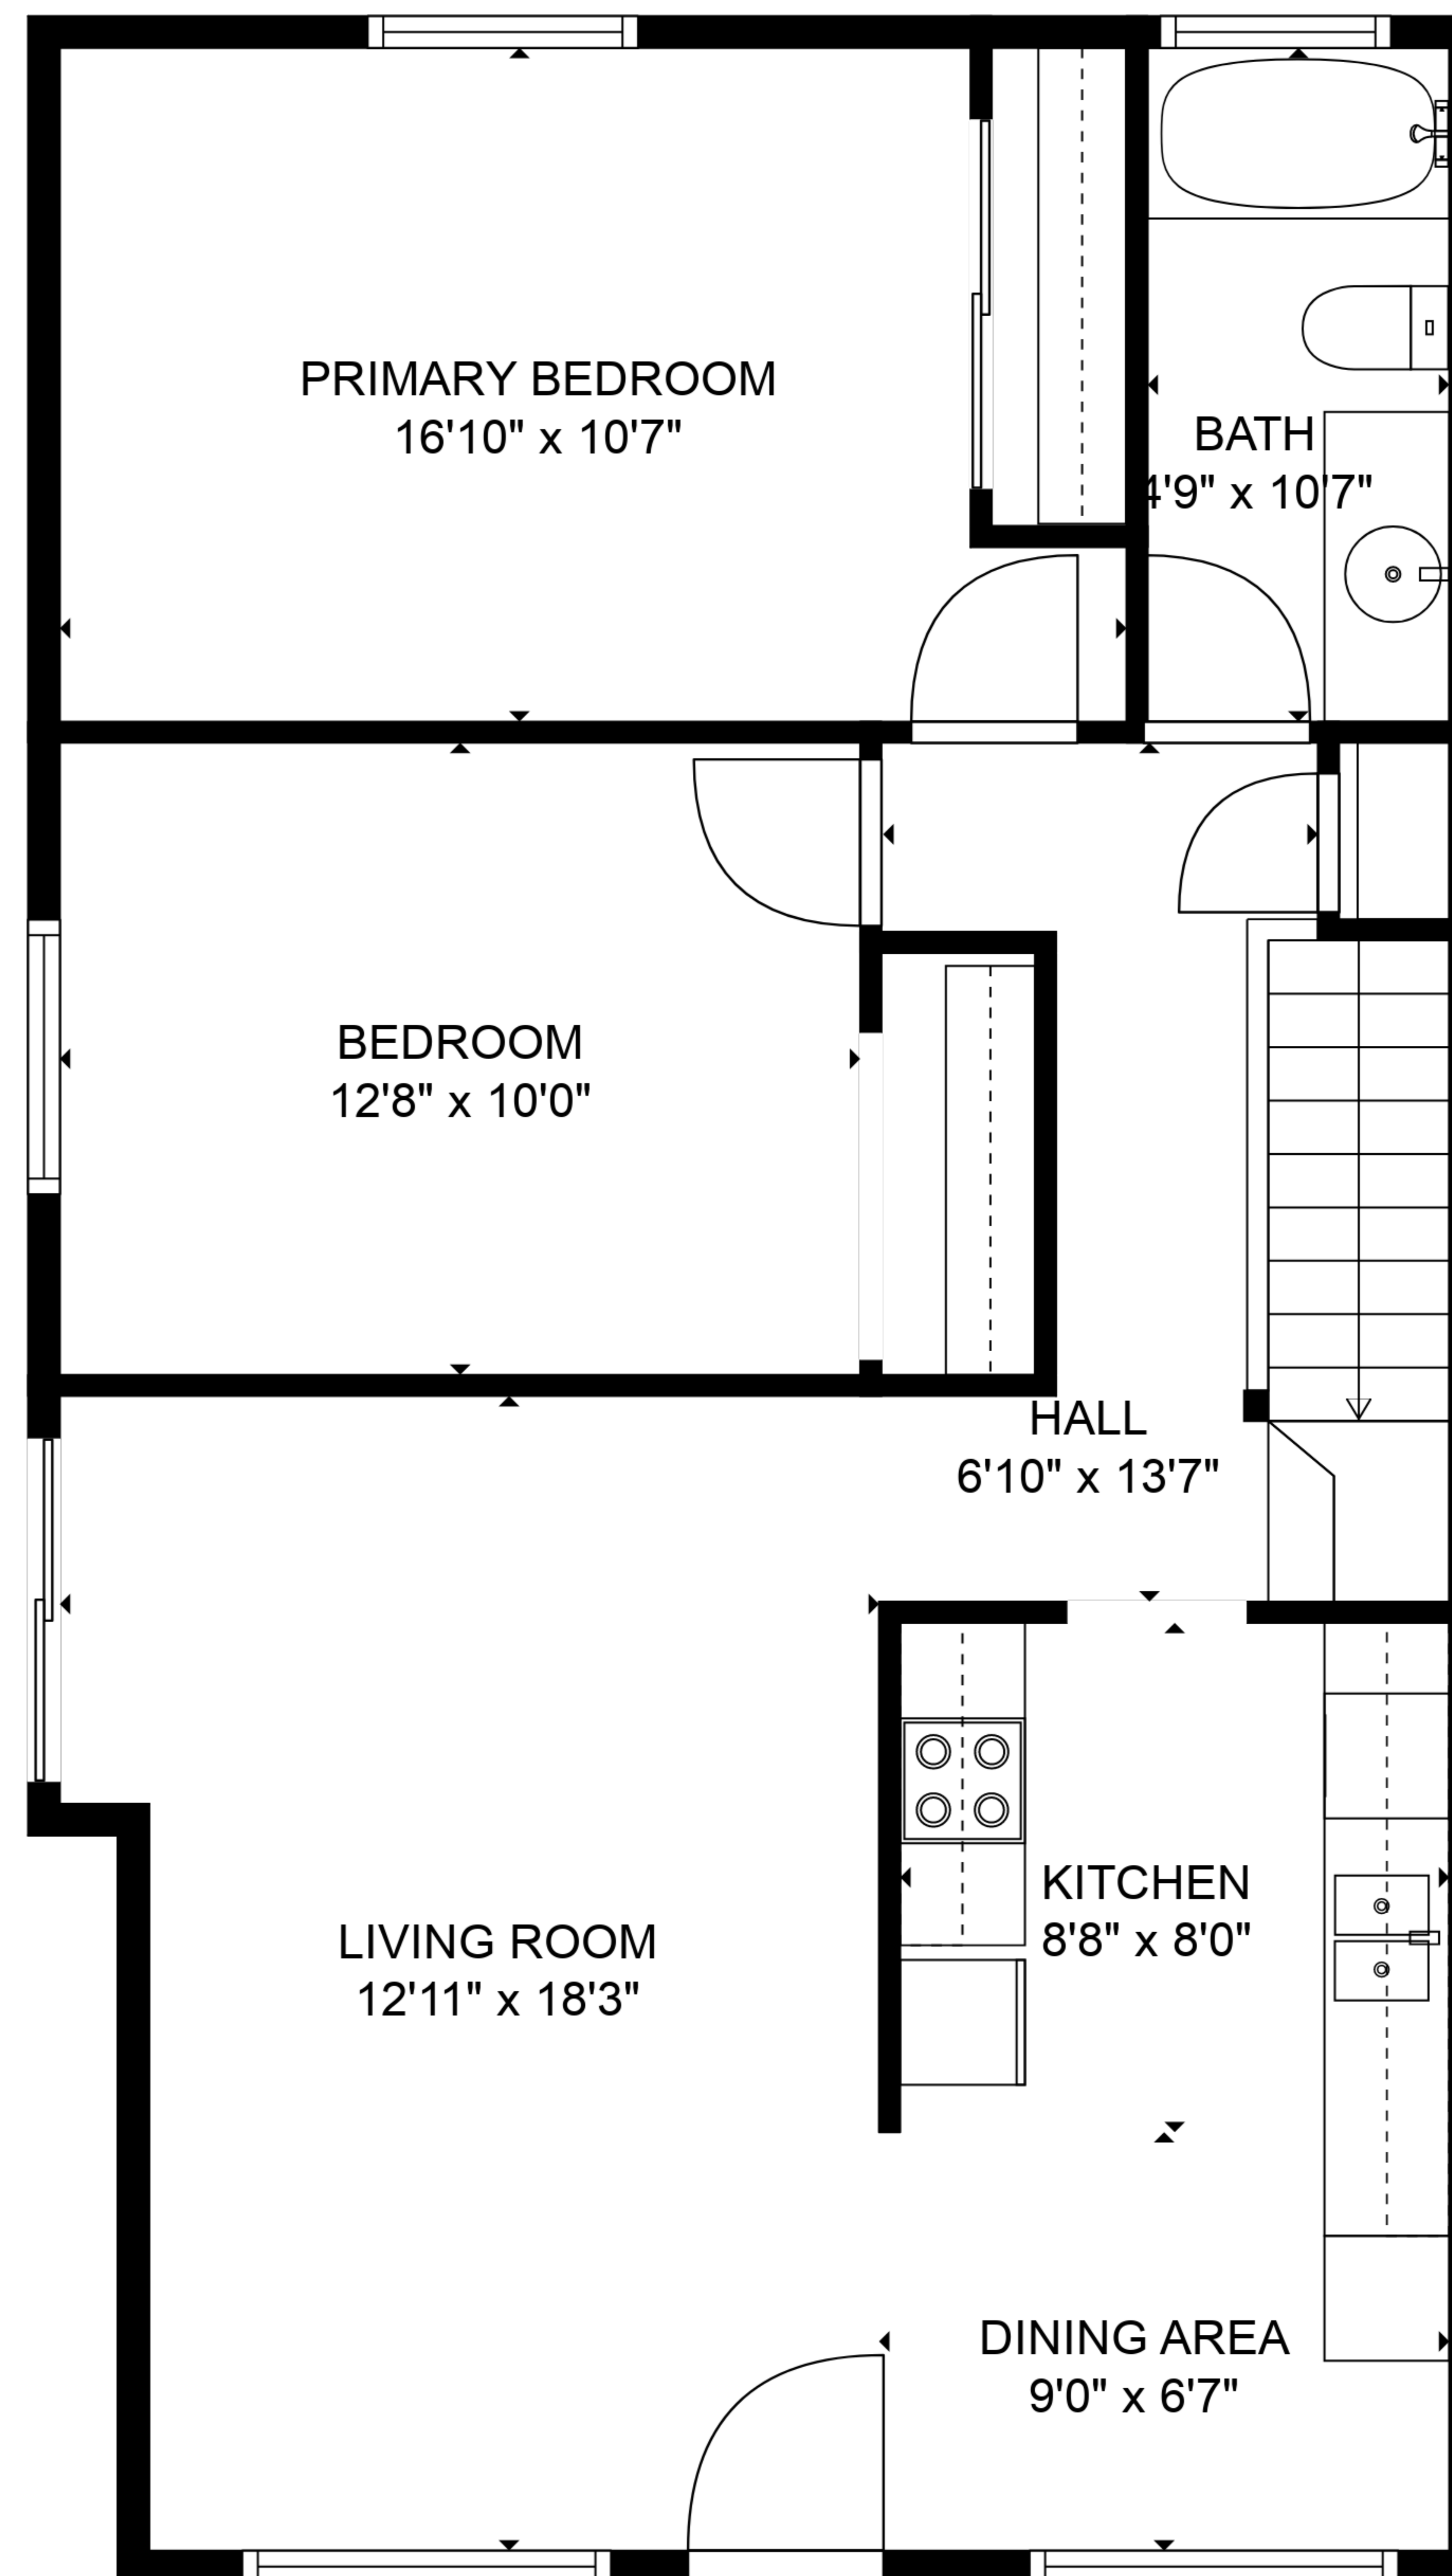 PRIMARY BEDROOM
16'10" x 10'7"
BATH
4'9" x 10'7"
BEDROOM
12'8" x 10'0"
HALL
6'10" x 13'7"
KITCHEN
8'8" x 8'0"
LIVING ROOM
12'11" x 18'3"
DINING AREA
9'0" x 6'7"